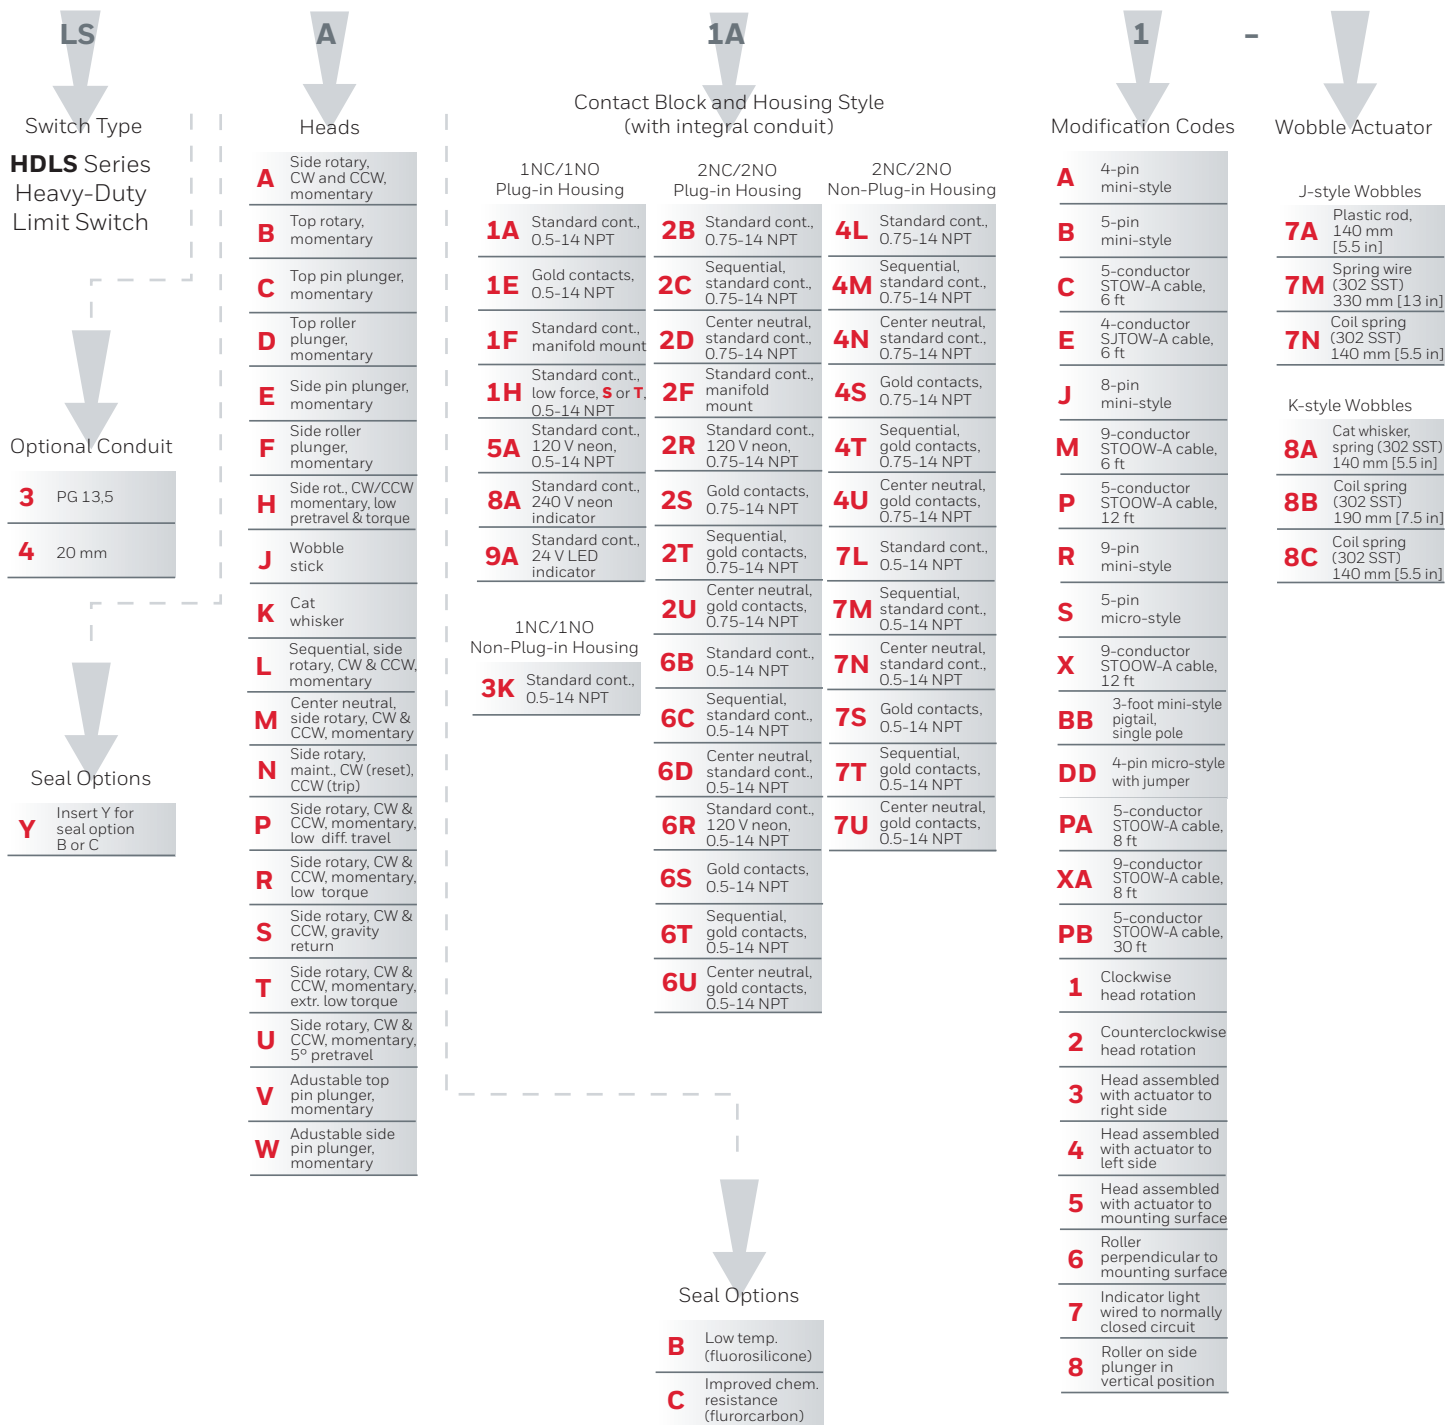 LS A 1A 1 -
Switch Type
HDLS Series
Heavy-Duty
Limit Switch
Optional Conduit
3 PG 13,5
4 20 mm
Seal Options
Y Insert Y for
seal option
B or C
Heads
A Side rotary,
CW and CCW,
momentary
B Top rotary,
momentary
C Top pin plunger,
momentary
D Top roller
plunger,
momentary
E Side pin plunger,
momentary
F Side roller
plunger,
momentary
H Side rot., CW/CCW
momentary, low
pretravel & torque
J Wobble
stick
K Cat
whisker
L Sequential, side
rotary, CW & CCW,
momentary
M Center neutral,
side rotary, CW &
CCW, momentary
N Side rotary,
maint., CW (reset),
CCW (trip)
P Side rotary, CW &
CCW, momentary,
low diff. travel
R Side rotary, CW &
CCW, momentary,
low torque
S Side rotary, CW &
CCW, gravity
return
T Side rotary, CW &
CCW, momentary,
extr. low torque
U Side rotary, CW &
CCW, momentary,
5° pretravel
V Adustable top
pin plunger,
momentary
W Adustable side
pin plunger,
momentary
Contact Block and Housing Style
(with integral conduit)
1NC/1NO
Plug-in Housing
1A Standard cont.,
0.5-14 NPT
1E Gold contacts,
0.5-14 NPT
1F Standard cont.,
manifold mount
1H Standard cont.,
low force, S or T,
0.5-14 NPT
5A Standard cont.,
120 V neon,
0.5-14 NPT
8A Standard cont.,
240 V neon
indicator
9A Standard cont.,
24 V LED
indicator
1NC/1NO
Non-Plug-in Housing
3K Standard cont.,
0.5-14 NPT
2NC/2NO
Plug-in Housing
2B Standard cont.,
0.75-14 NPT
2C Sequential,
standard cont.,
0.75-14 NPT
2D Center neutral,
standard cont.,
0.75-14 NPT
2F Standard cont.,
manifold
mount
2R Standard cont.,
120 V neon,
0.75-14 NPT
2S Gold contacts,
0.75-14 NPT
2T Sequential,
gold contacts,
0.75-14 NPT
2U Center neutral,
gold contacts,
0.75-14 NPT
6B Standard cont.,
0.5-14 NPT
6C Sequential,
standard cont.,
0.5-14 NPT
6D Center neutral,
standard cont.,
0.5-14 NPT
6R Standard cont.,
120 V neon,
0.5-14 NPT
6S Gold contacts,
0.5-14 NPT
6T Sequential,
gold contacts,
0.5-14 NPT
6U Center neutral,
gold contacts,
0.5-14 NPT
2NC/2NO
Non-Plug-in Housing
4L Standard cont.,
0.75-14 NPT
4M Sequential,
standard cont.,
0.75-14 NPT
4N Center neutral,
standard cont.,
0.75-14 NPT
4S Gold contacts,
0.75-14 NPT
4T Sequential,
gold contacts,
0.75-14 NPT
4U Center neutral,
gold contacts,
0.75-14 NPT
7L Standard cont.,
0.5-14 NPT
7M Sequential,
standard cont.,
0.5-14 NPT
7N Center neutral,
standard cont.,
0.5-14 NPT
7S Gold contacts,
0.5-14 NPT
7T Sequential,
gold contacts,
0.5-14 NPT
7U Center neutral,
gold contacts,
0.5-14 NPT
Seal Options
B Low temp.
(fluorosilicone)
C Improved chem.
resistance
(flurorcarbon)
Modification Codes
A 4-pin
mini-style
B 5-pin
mini-style
C 5-conductor
STOW-A cable,
6 ft
E 4-conductor
SJTOW-A cable,
6 ft
J 8-pin
mini-style
M 9-conductor
STOOW-A cable,
6 ft
P 5-conductor
STOOW-A cable,
12 ft
R 9-pin
mini-style
S 5-pin
micro-style
X 9-conductor
STOOW-A cable,
12 ft
BB 3-foot mini-style
pigtail,
single pole
DD 4-pin micro-style
with jumper
PA 5-conductor
STOOW-A cable,
8 ft
XA 9-conductor
STOOW-A cable,
8 ft
PB 5-conductor
STOOW-A cable,
30 ft
1 Clockwise
head rotation
2 Counterclockwise
head rotation
3 Head assembled
with actuator to
right side
4 Head assembled
with actuator to
left side
5 Head assembled
with actuator to
mounting surface
6 Roller
perpendicular to
mounting surface
7 Indicator light
wired to normally
closed circuit
8 Roller on side
plunger in
vertical position
Wobble Actuator
J-style Wobbles
7A Plastic rod,
140 mm
[5.5 in]
7M Spring wire
(302 SST)
330 mm [13 in]
7N Coil spring
(302 SST)
140 mm [5.5 in]
K-style Wobbles
8A Cat whisker,
spring (302 SST)
140 mm [5.5 in]
8B Coil spring
(302 SST)
190 mm [7.5 in]
8C Coil spring
(302 SST)
140 mm [5.5 in]